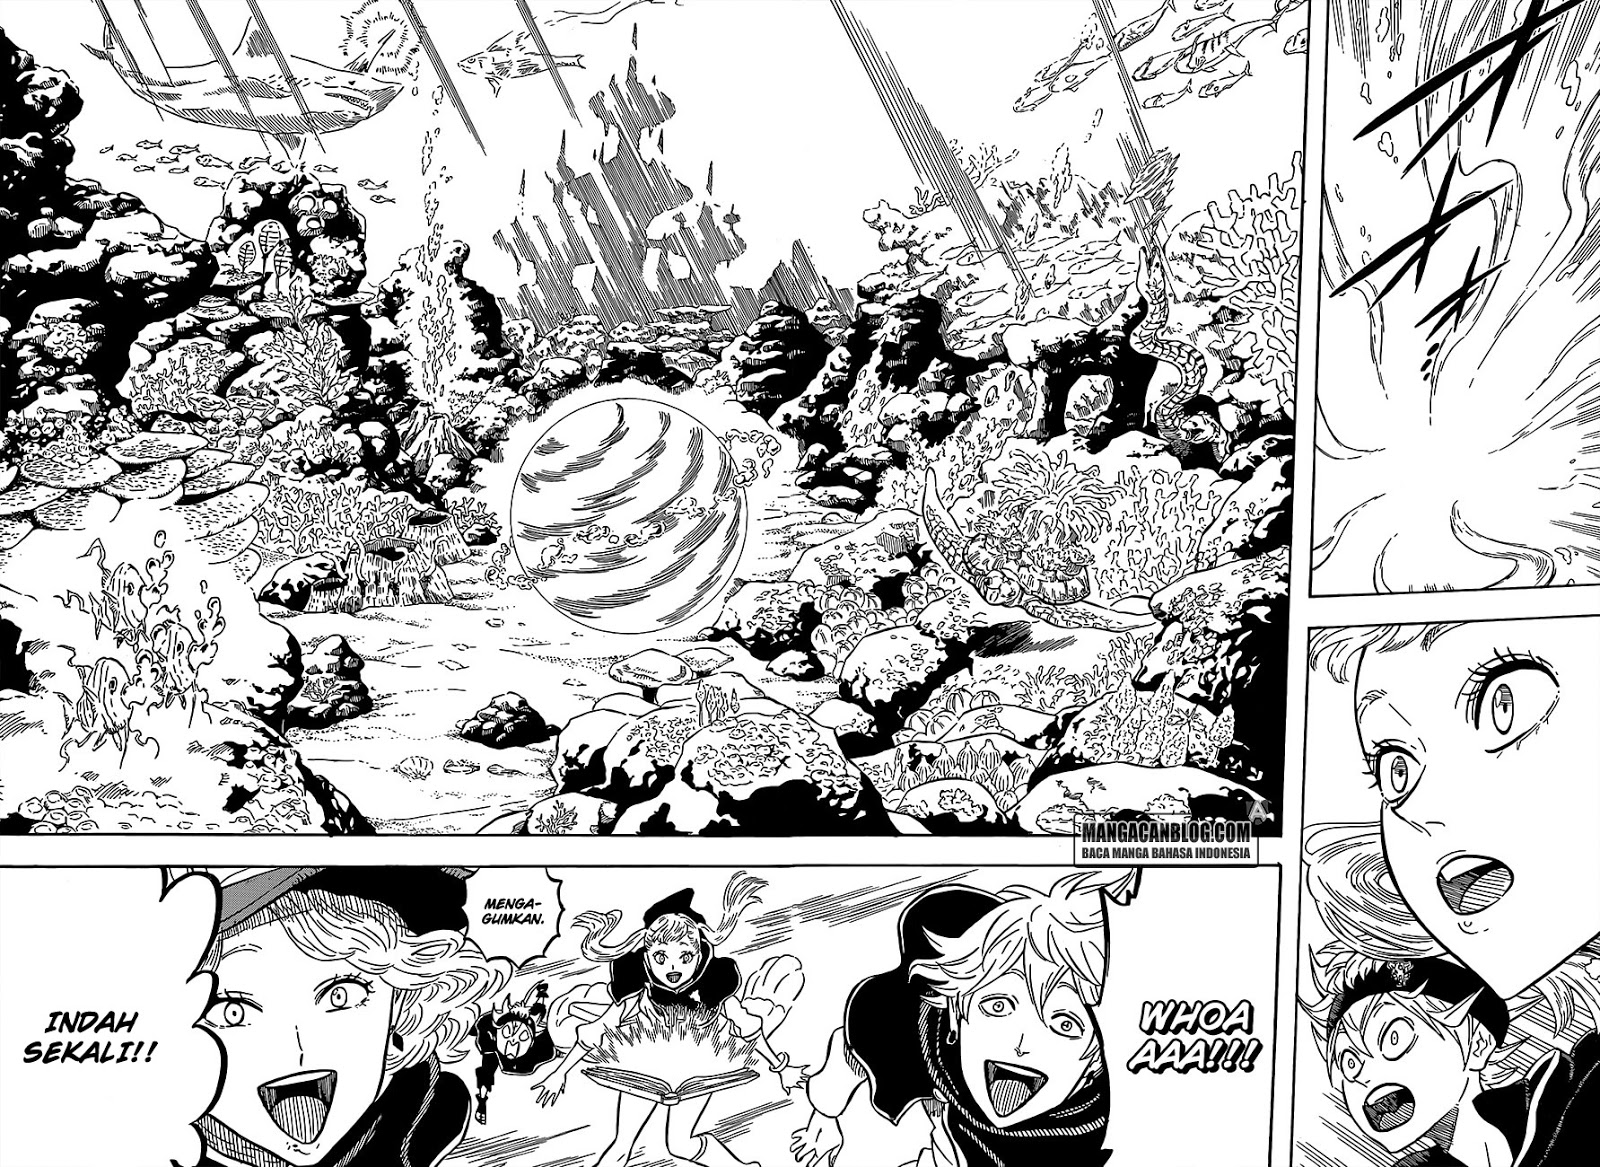 MANGACANBLOG.COM
BACA MANGA BAHASA INDONESIA
WHOA
AAA!!!
MENGA-
GUMKAN.
INDAH
SEKALI!!